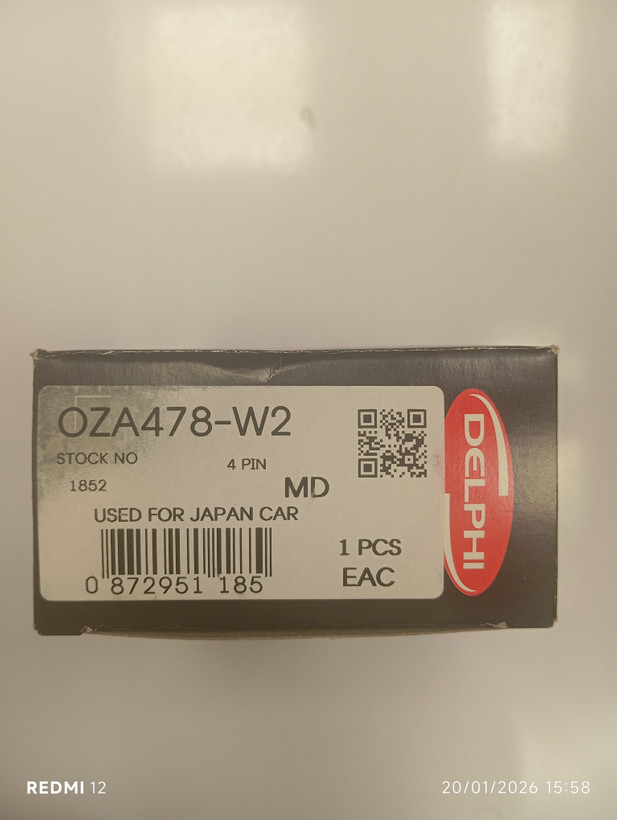 OZA478-W2
STOCK NO
4 PIN
1852
MD
USED FOR JAPAN CAR
0 872951 185
1 PCS
EAC
DELPHI
REDMI 12
20/01/2026 15:58